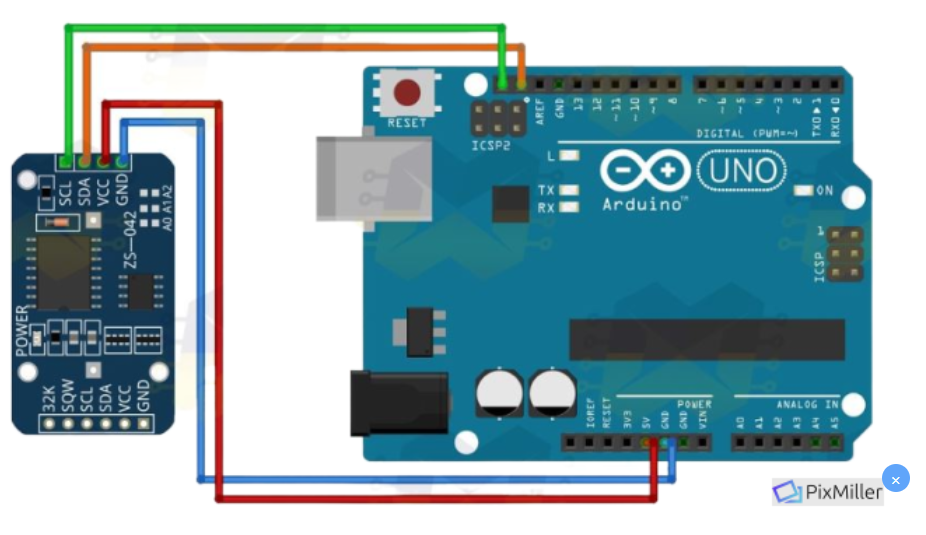 RESET
ICSP2
AREF
GND
13
12
~11
~10
~9
8
7
~6
~5
4
~3
2
TX0▶1
RX0◀0
DIGITAL (PWM=~)
L
TX
RX
Arduino™
UNO
ON
1
ICSP
SCL
SDA
VCC
GND
A0 A1 A2
ZS-042
POWER
32K
SQW
SCL
SDA
VCC
GND
POWER
ANALOG IN
IOREF
RESET
3V3
5V
GND
GND
VIN
A0
A1
A2
A3
A4
A5
PixMiller
×